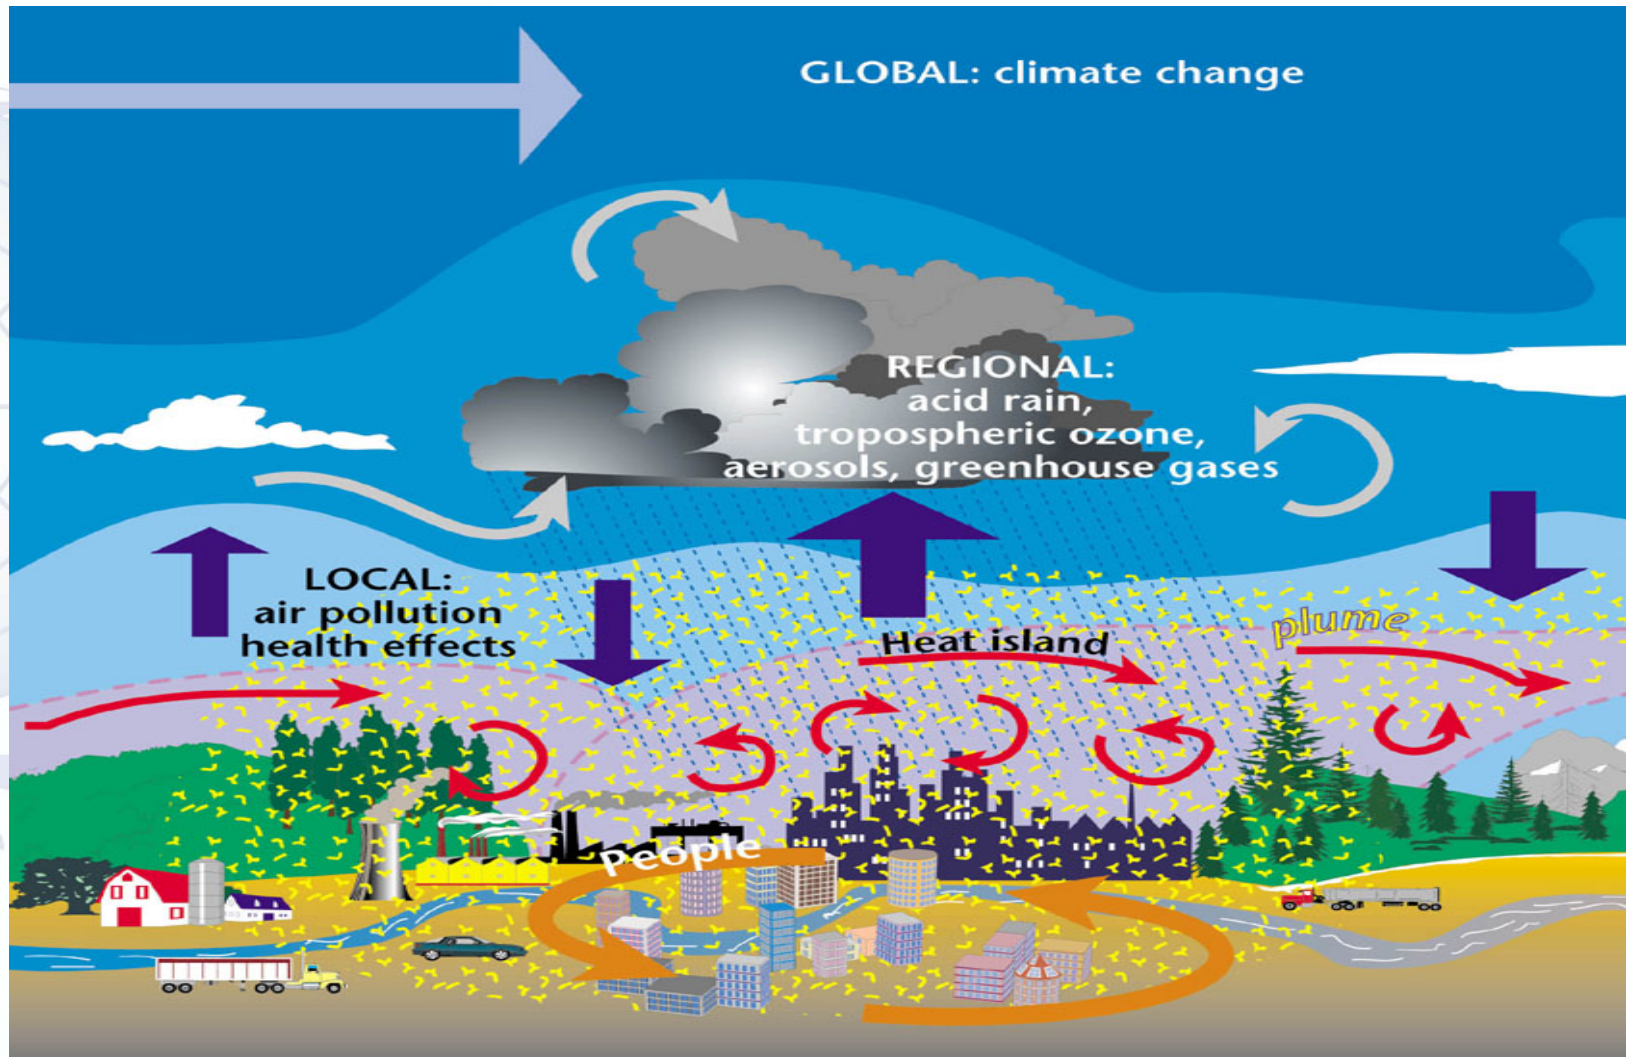 GLOBAL: climate change
REGIONAL:
acid rain,
tropospheric ozone,
aerosols, greenhouse gases
LOCAL:
air pollution
health effects
Heat island
plume
People